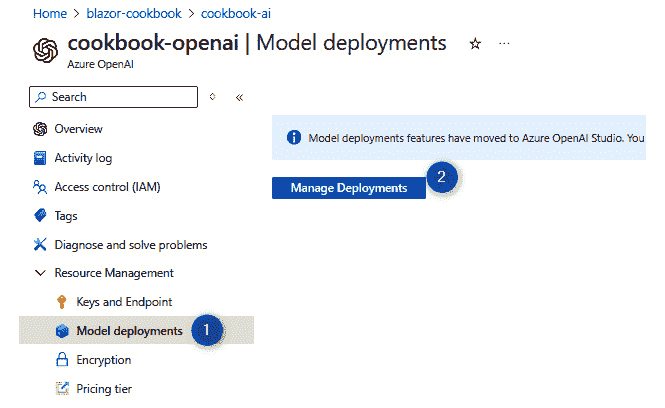 Home > blazor-cookbook > cookbook-ai
cookbook-openai | Model deployments
Azure OpenAI
Search
Overview
Activity log
Access control (IAM)
Tags
Diagnose and solve problems
Resource Management
Keys and Endpoint
Model deployments 1
Encryption
Pricing tier
Model deployments features have moved to Azure OpenAI Studio. You
Manage Deployments 2